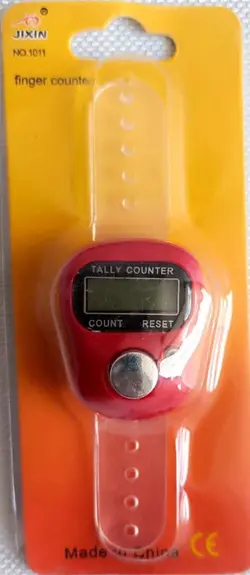 ®
JIXIN
NO.1011
finger counter
TALLY COUNTER
COUNT RESET
Made in China CE